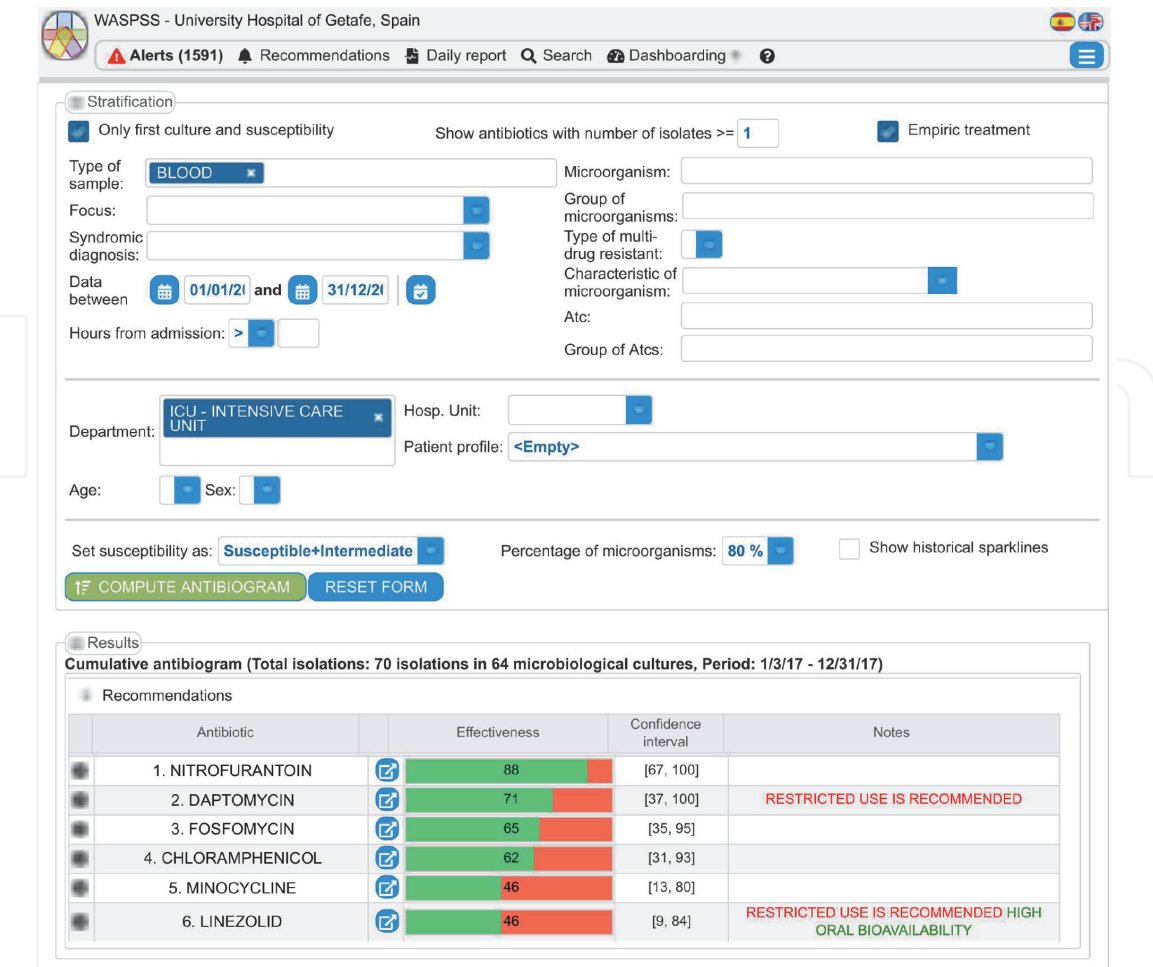 WASPSS - University Hospital of Getafe, Spain
Alerts (1591) Recommendations Daily report Search Dashboarding
Stratification
Only first culture and susceptibility Show antibiotics with number of isolates >= 1 Empiric treatment
Type of sample: BLOOD
Microorganism:
Focus:
Group of microorganisms:
Syndromic diagnosis:
Type of multi-drug resistant:
Data between 01/01/2 and 31/12/2
Characteristic of microorganism:
Hours from admission: >
Atc:
Group of Atcs:
Department: ICU - INTENSIVE CARE UNIT
Hosp. Unit:
Patient profile: <Empty>
Age: Sex:
Set susceptibility as: Susceptible+Intermediate Percentage of microorganisms: 80 % Show historical sparklines
COMPUTE ANTIBIOGRAM RESET FORM
Results
Cumulative antibiogram (Total isolations: 70 isolations in 64 microbiological cultures, Period: 1/3/17 - 12/31/17)
Recommendations
Antibiotic Effectiveness Confidence interval Notes
1. NITROFURANTOIN 88 [67, 100]
2. DAPTOMYCIN 71 [37, 100] RESTRICTED USE IS RECOMMENDED
3. FOSFOMYCIN 65 [35, 95]
4. CHLORAMPHENICOL 62 [31, 93]
5. MINOCYCLINE 46 [13, 80]
6. LINEZOLID 46 [9, 84] RESTRICTED USE IS RECOMMENDED HIGH ORAL BIOAVAILABILITY